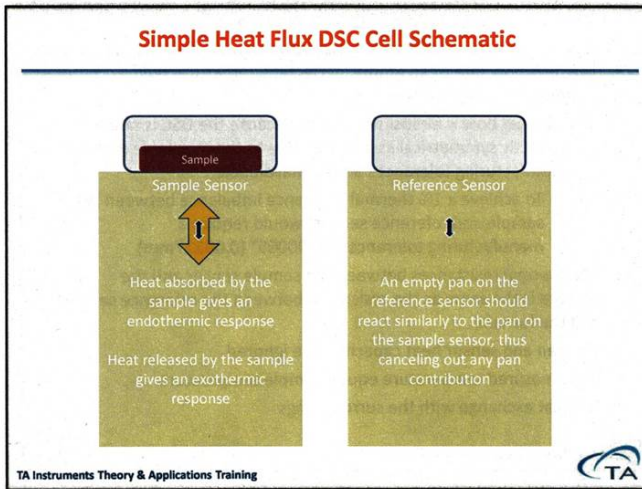 Simple Heat Flux DSC Cell Schematic
Sample
Sample Sensor
Heat absorbed by the
sample gives an
endothermic response
Heat released by the sample
gives an exothermic
response
Reference Sensor
An empty pan on the
reference sensor should
react similarly to the pan on
the sample sensor, thus
canceling out any pan
contribution
TA Instruments Theory & Applications Training
TA